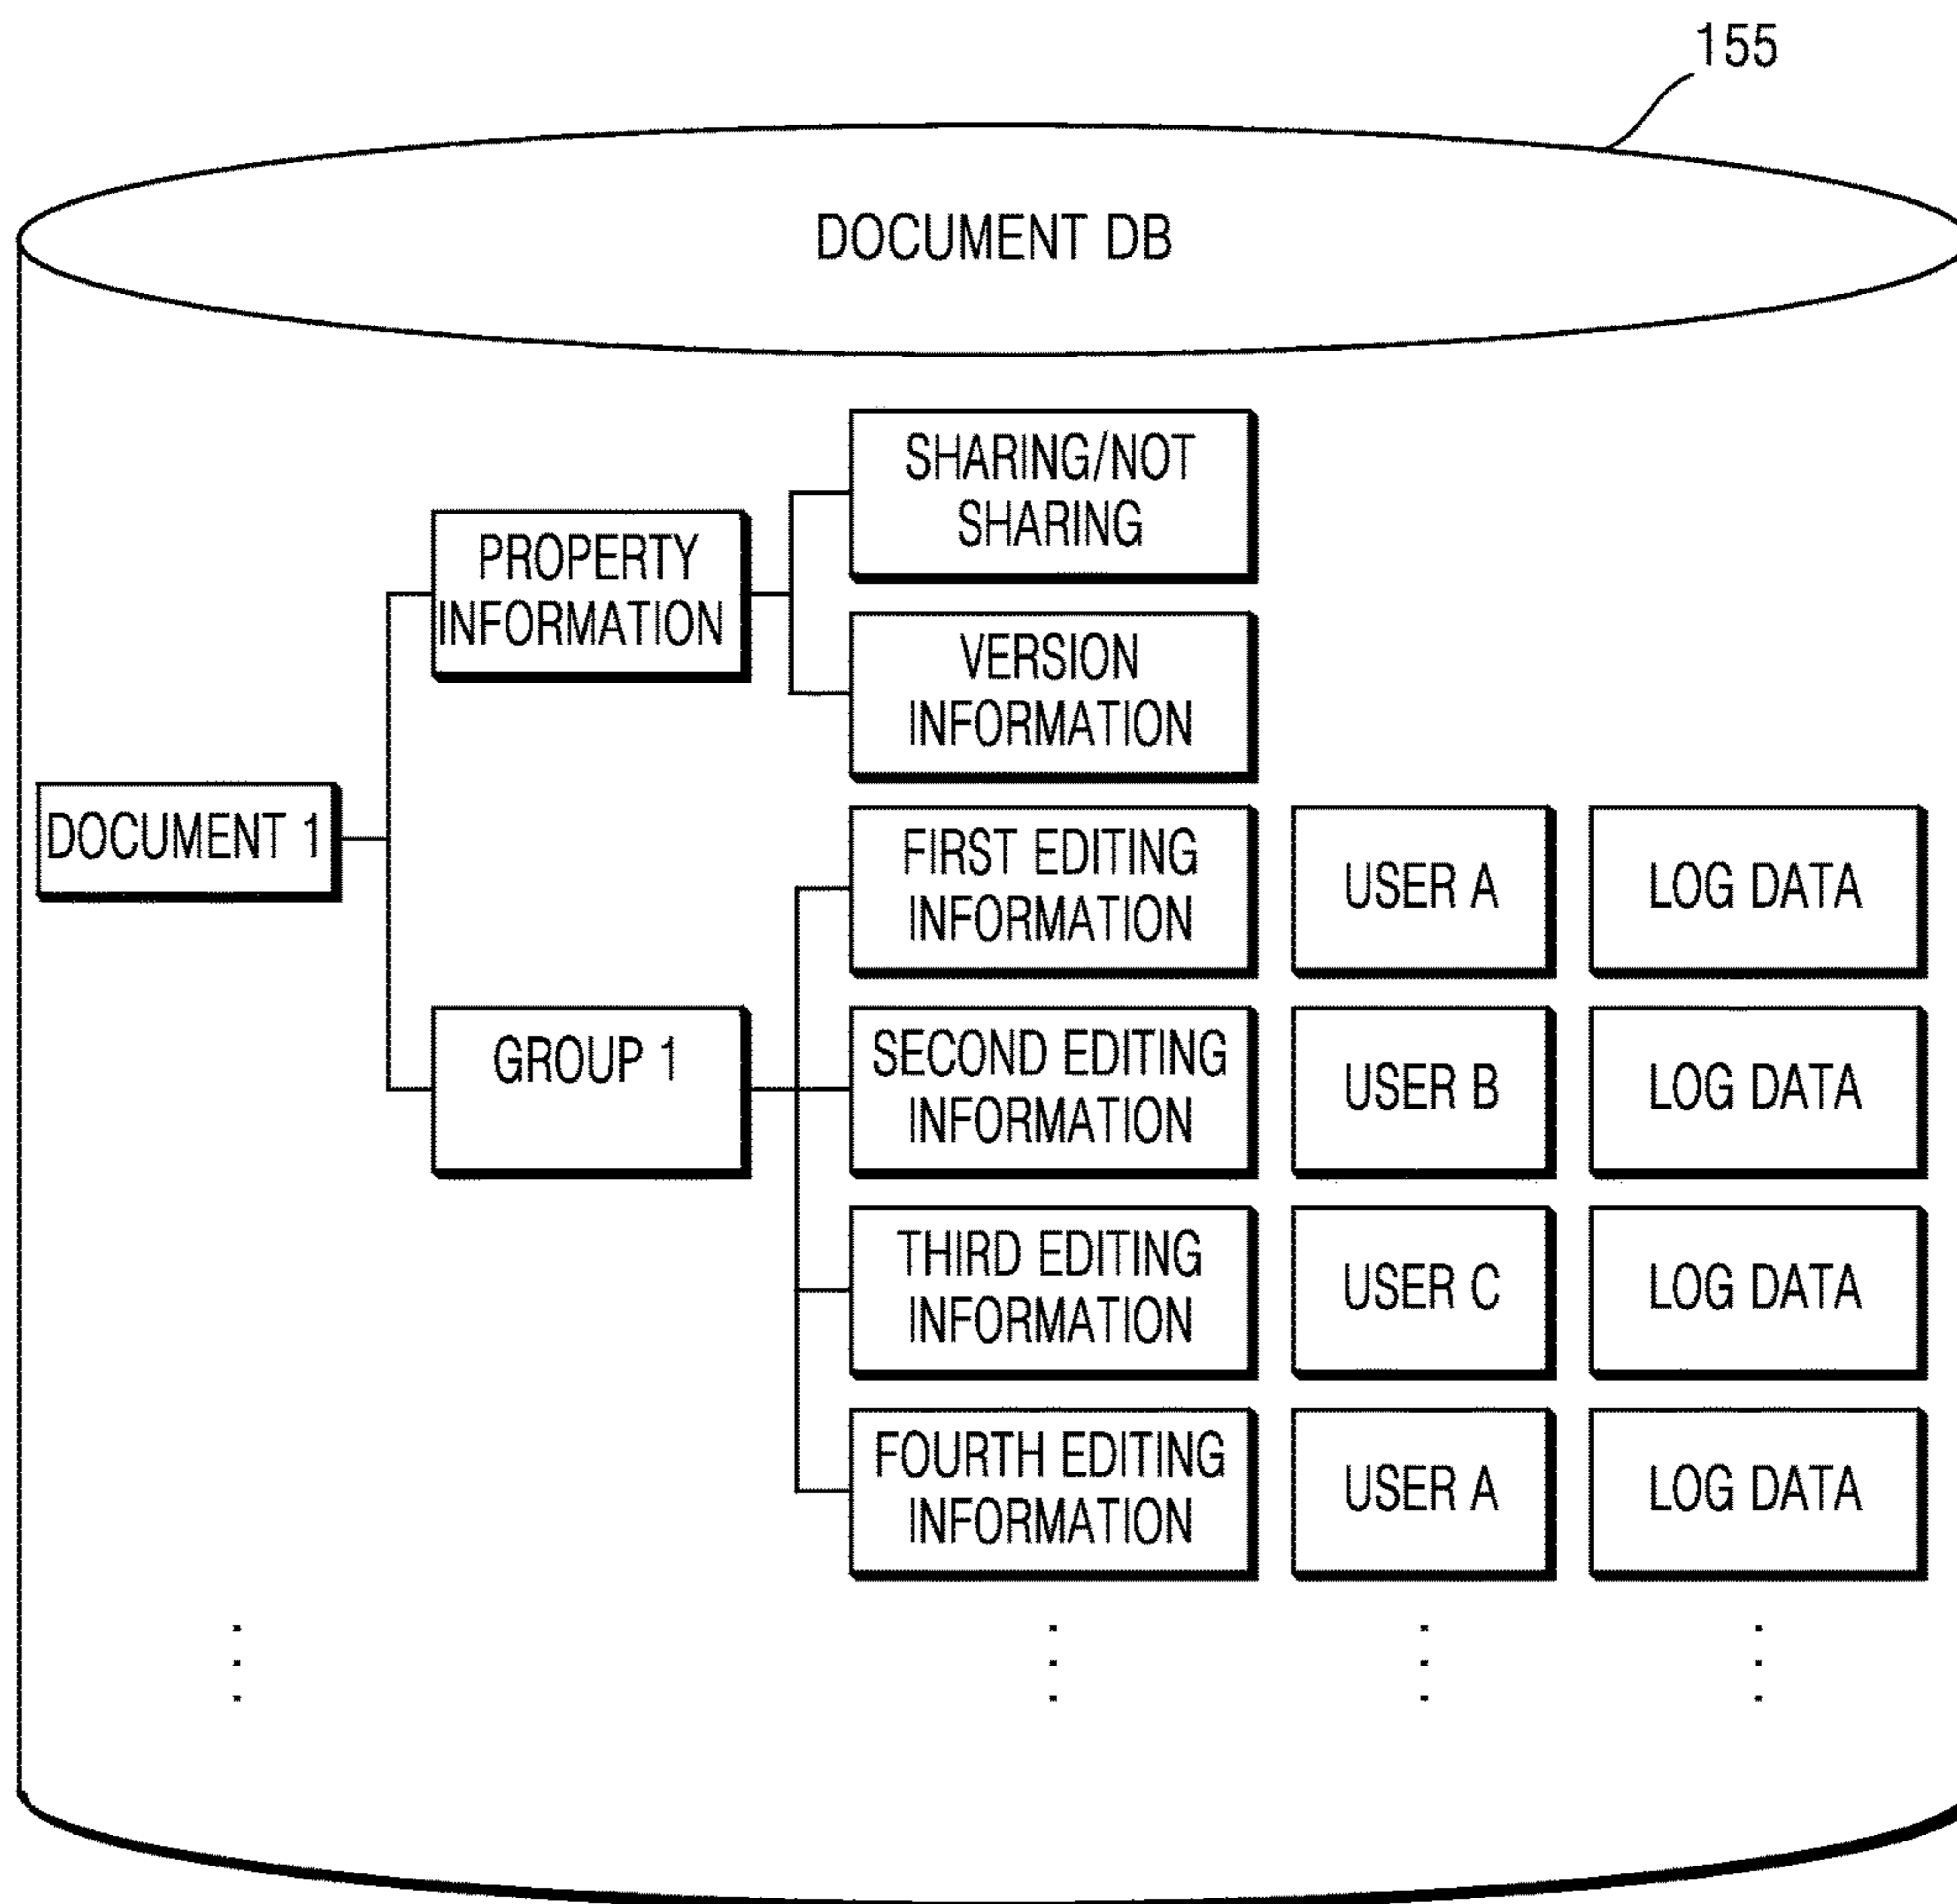 155
DOCUMENT DB
SHARING/NOT
SHARING
PROPERTY
INFORMATION
VERSION
INFORMATION
DOCUMENT 1
FIRST EDITING
INFORMATION
USER A
LOG DATA
GROUP 1
SECOND EDITING
INFORMATION
USER B
LOG DATA
THIRD EDITING
INFORMATION
USER C
LOG DATA
FOURTH EDITING
INFORMATION
USER A
LOG DATA